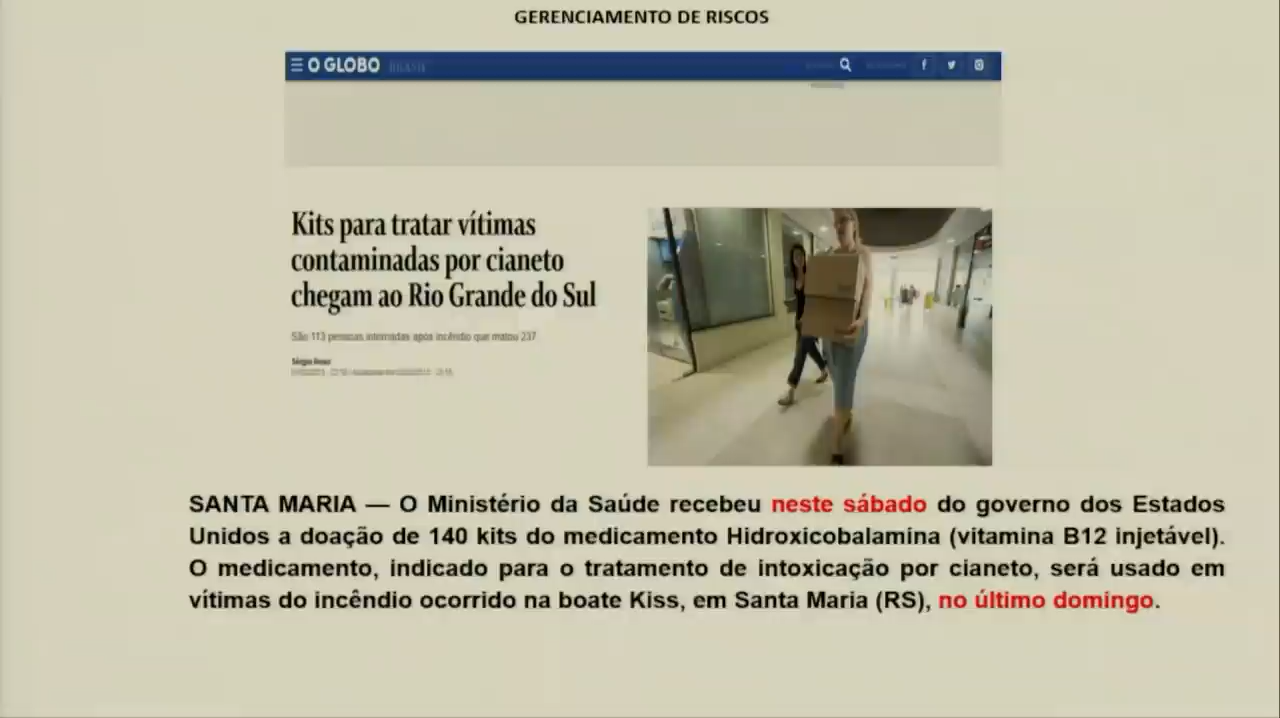 GERENCIAMENTO DE RISCOS
O GLOBO BRASIL
Kits para tratar vítimas
contaminadas por cianeto
chegam ao Rio Grande do Sul
São 113 pessoas internadas após incêndio que matou 237
SANTA MARIA — O Ministério da Saúde recebeu neste sábado do governo dos Estados
Unidos a doação de 140 kits do medicamento Hidroxicobalamina (vitamina B12 injetável).
O medicamento, indicado para o tratamento de intoxicação por cianeto, será usado em
vítimas do incêndio ocorrido na boate Kiss, em Santa Maria (RS), no último domingo.